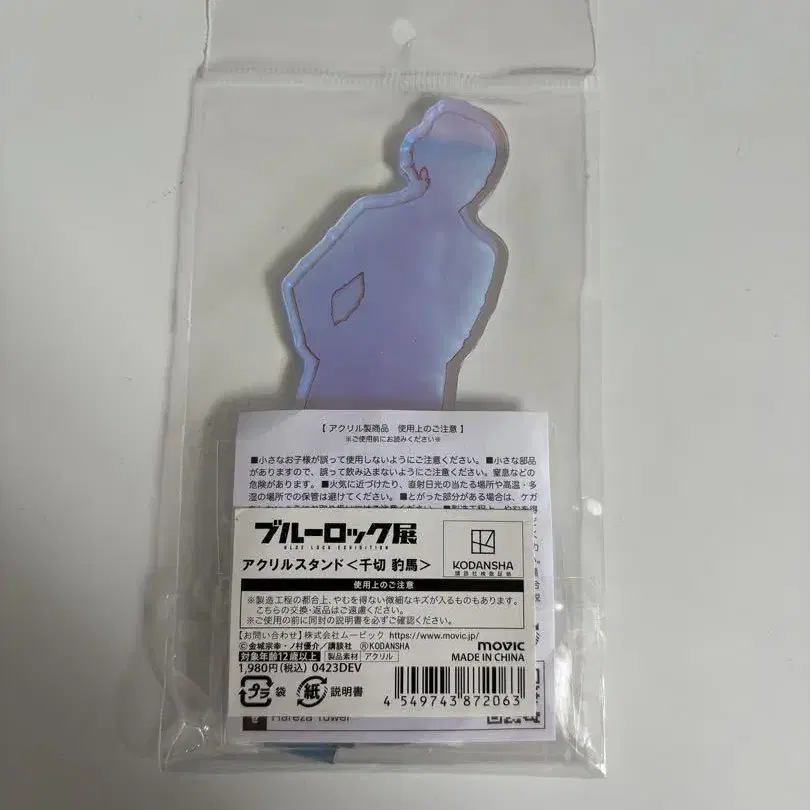 【 アクリル製商品　使用上のご注意 】
※ご使用前にお読みください※
■小さなお子様が誤って使用しないようにご注意ください。■小さな部品
がありますので、誤って飲み込まないようにご注意ください。窒息などの
危険があります。■火気に近づけたり、直射日光の当たる場所や高温・多
湿の場所での保管は避けてください。■とがった部分がある場合は、ケガ
ブルーロック展
BLUE LOCK EXHIBITION
アクリルスタンド＜千切 豹馬＞
KODANSHA
講談社検査証紙
使用上のご注意
※製造工程の都合上、やむを得ない微細なキズが入るものもあります。
こちらの交換・返品はご遠慮ください。
※ご使用の前に同封の説明書を必ずご確認ください。
【お問い合わせ】株式会社ムービック https://www.movic.jp/
©金城宗幸・ノ村優介／講談社 ⓇKODANSHA
movic
対象年齢12歳以上 製品素材 アクリル
MADE IN CHINA
1,980円(税込) 0423DEV
プラ 袋 紙 説明書
4 549743 872063
Hareza Tower